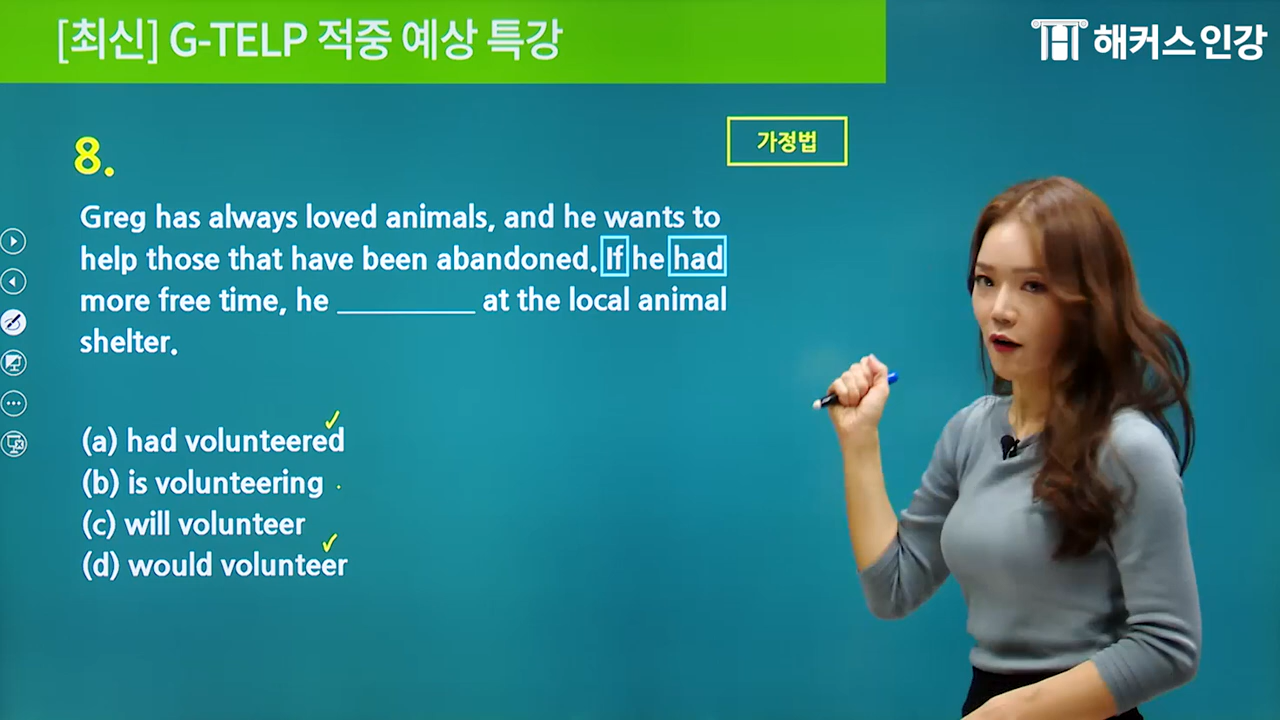 [최신] G-TELP 적중 예상 특강
해커스인강
8.
가정법
Greg has always loved animals, and he wants to
help those that have been abandoned. If he had
more free time, he __________ at the local animal
shelter.
(a) had volunteered
(b) is volunteering
(c) will volunteer
(d) would volunteer